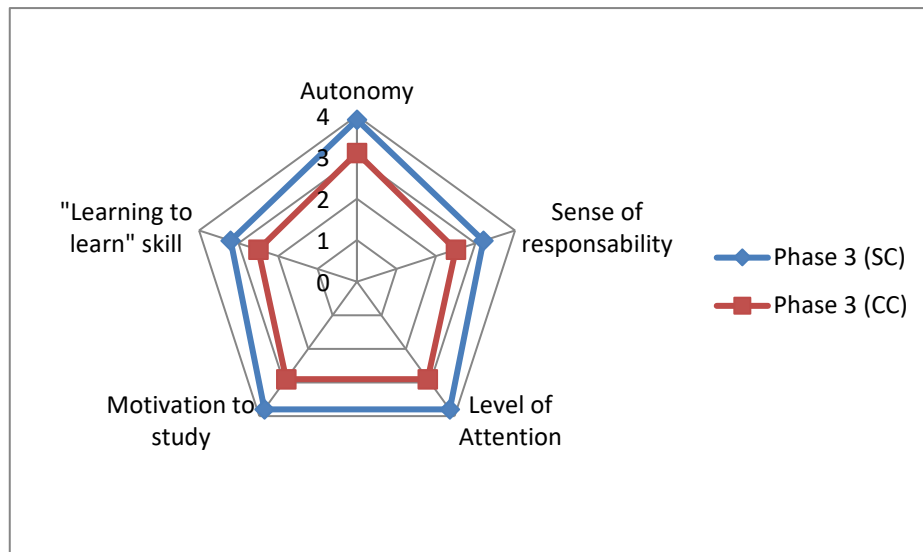 Autonomy
4
3
2
1
0
"Learning to
learn" skill
Sense of
responsability
Motivation to
study
Level of
Attention
Phase 3 (SC)
Phase 3 (CC)